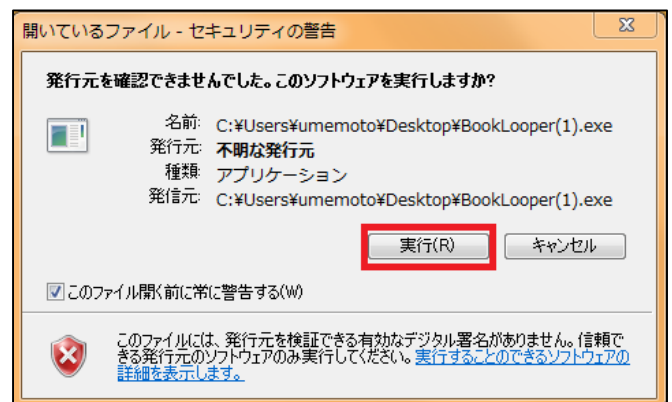 開いているファイル - セキュリティの警告
発行元を確認できませんでした。このソフトウェアを実行しますか?
名前: C:¥Users¥umemoto¥Desktop¥BookLooper(1).exe
発行元: 不明な発行元
種類: アプリケーション
発信元: C:¥Users¥umemoto¥Desktop¥BookLooper(1).exe
実行(R) キャンセル
このファイル開く前に常に警告する(W)
このファイルには、発行元を検証できる有効なデジタル署名がありません。信頼で
きる発行元のソフトウェアのみ実行してください。実行することのできるソフトウェアの
詳細を表示します。